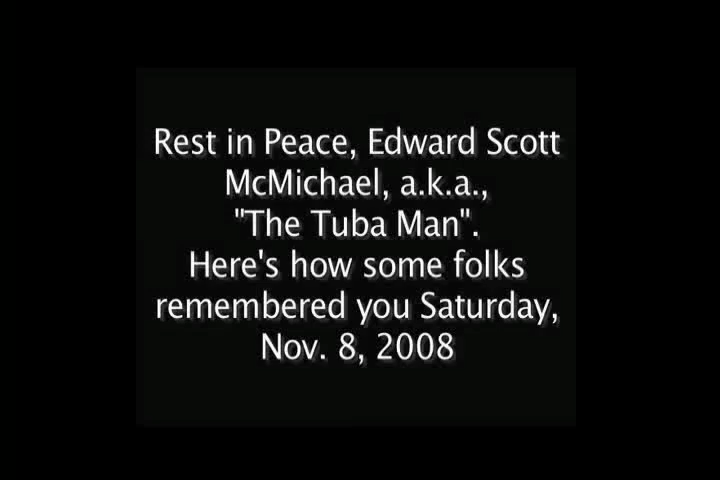 Rest in Peace, Edward Scott
McMichael, a.k.a.,
"The Tuba Man".
Here's how some folks
remembered you Saturday,
Nov. 8, 2008